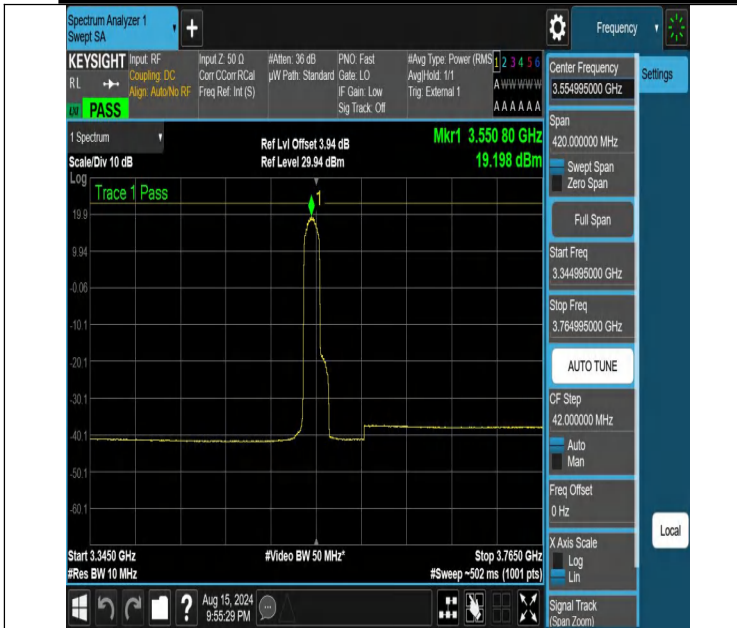 Spectrum Analyzer 1
Swept SA
+
Frequency
KEYSIGHT
RL
PASS
Input: RF
Coupling: DC
Align: Auto/No RF
Input Z: 50 Ω
Corr CCorr RCal
Freq Ref: Int (S)
#Atten: 36 dB
µW Path: Standard
PNO: Fast
Gate: LO
IF Gain: Low
Sig Track: Off
#Avg Type: Power (RMS
Avg|Hold: 1/1
Trig: External 1
1 2 3 4 5 6
A W W W W W
A A A A A A
1 Spectrum
Scale/Div 10 dB
Ref Lvl Offset 3.94 dB
Ref Level 29.94 dBm
Mkr1 3.550 80 GHz
19.198 dBm
Log
Trace 1 Pass
1
19.9
9.94
-0.06
-10.1
-20.1
-30.1
-40.1
-50.1
-60.1
Start 3.3450 GHz
#Res BW 10 MHz
#Video BW 50 MHz*
Stop 3.7650 GHz
#Sweep ~502 ms (1001 pts)
Center Frequency
3.554995000 GHz
Settings
Span
420.000000 MHz
Swept Span
Zero Span
Full Span
Start Freq
3.344995000 GHz
Stop Freq
3.764995000 GHz
AUTO TUNE
CF Step
42.000000 MHz
Auto
Man
Freq Offset
0 Hz
X Axis Scale
Log
Lin
Signal Track
(Span Zoom)
Local
?
Aug 15, 2024
9:55:29 PM